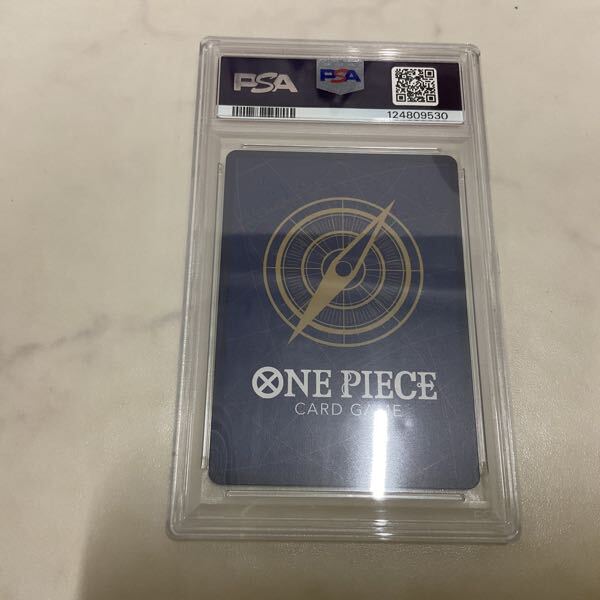 PSA
PSA
124809530
ONE PIECE
CARD GAME